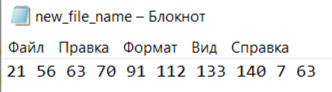 new_file_name – Блокнот
Файл Правка Формат Вид Справка
21 56 63 70 91 112 133 140 7 63